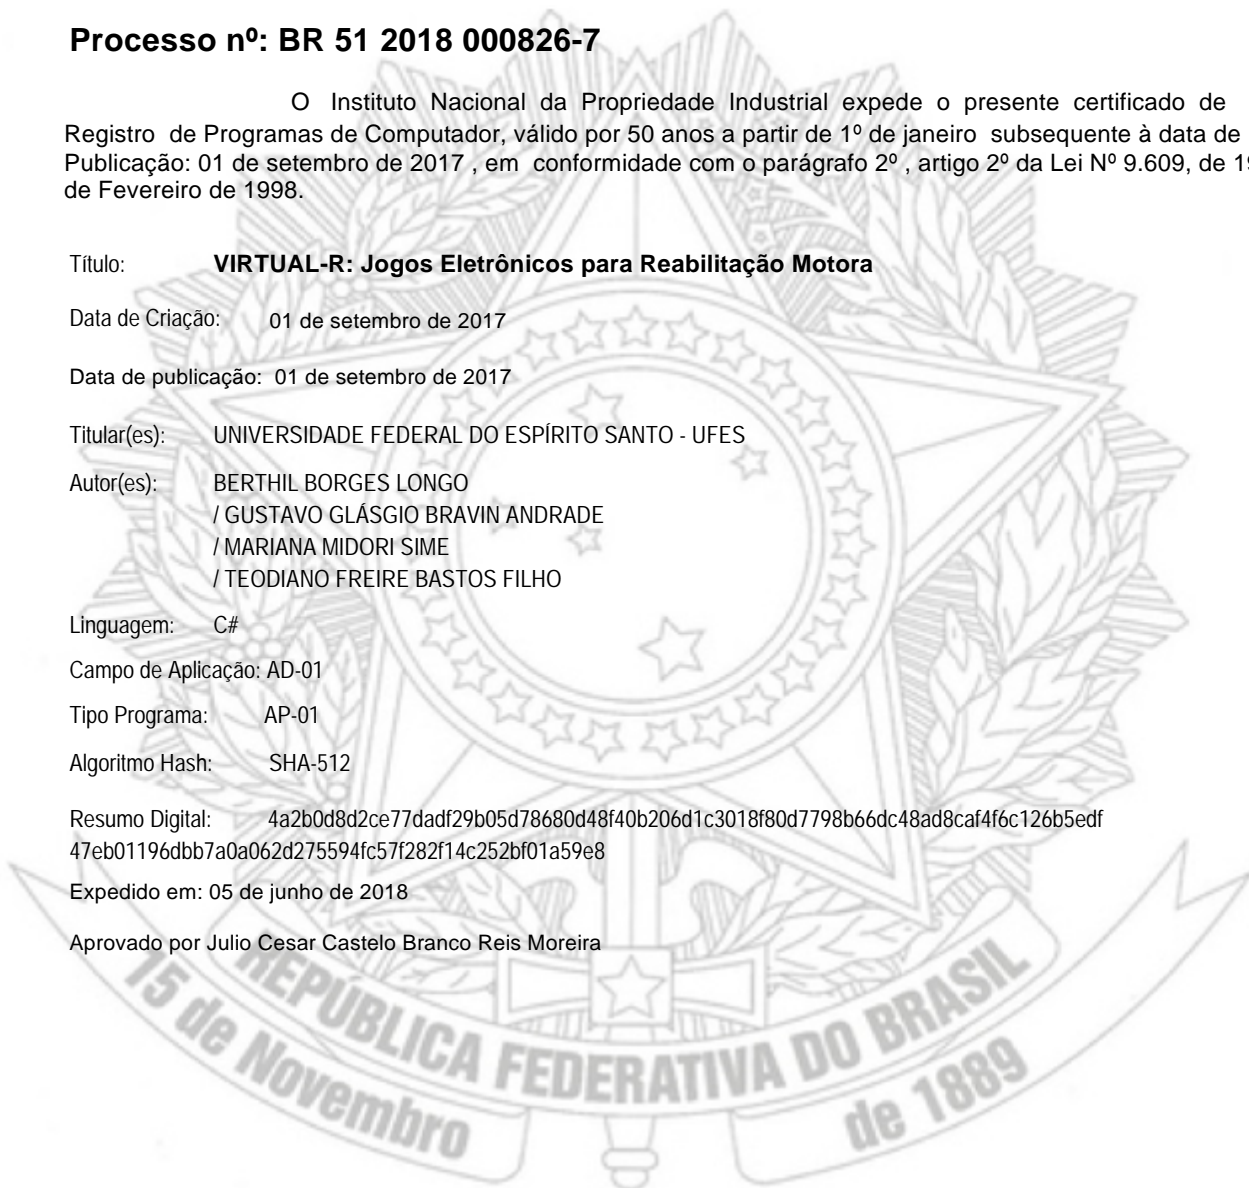 Processo nº: BR 51 2018 000826-7
O Instituto Nacional da Propriedade Industrial expede o presente certificado de
Registro de Programas de Computador, válido por 50 anos a partir de 1º de janeiro subsequente à data de
Publicação: 01 de setembro de 2017 , em conformidade com o parágrafo 2º , artigo 2º da Lei Nº 9.609, de 19
de Fevereiro de 1998.
Título: VIRTUAL-R: Jogos Eletrônicos para Reabilitação Motora
Data de Criação: 01 de setembro de 2017
Data de publicação: 01 de setembro de 2017
Titular(es): UNIVERSIDADE FEDERAL DO ESPÍRITO SANTO - UFES
Autor(es): BERTHIL BORGES LONGO
/ GUSTAVO GLÁSGIO BRAVIN ANDRADE
/ MARIANA MIDORI SIME
/ TEODIANO FREIRE BASTOS FILHO
Linguagem: C#
Campo de Aplicação: AD-01
Tipo Programa: AP-01
Algoritmo Hash: SHA-512
Resumo Digital: 4a2b0d8d2ce77dadf29b05d78680d48f40b206d1c3018f80d7798b66dc48ad8caf4f6c126b5edf
47eb01196dbb7a0a062d275594fc57f282f14c252bf01a59e8
Expedido em: 05 de junho de 2018
Aprovado por Julio Cesar Castelo Branco Reis Moreira
REPÚBLICA FEDERATIVA DO BRASIL
15 de Novembro de 1889